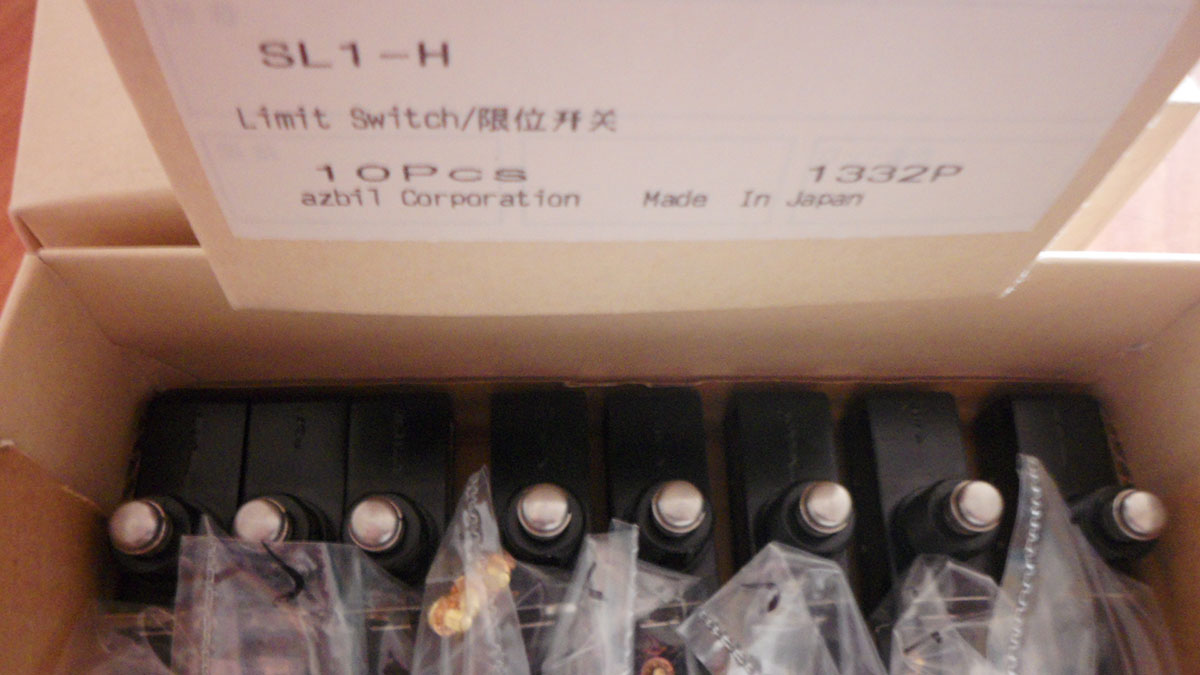 SL1-H
Limit Switch/限位开关
10Pcs 1332P
azbil Corporation Made In Japan